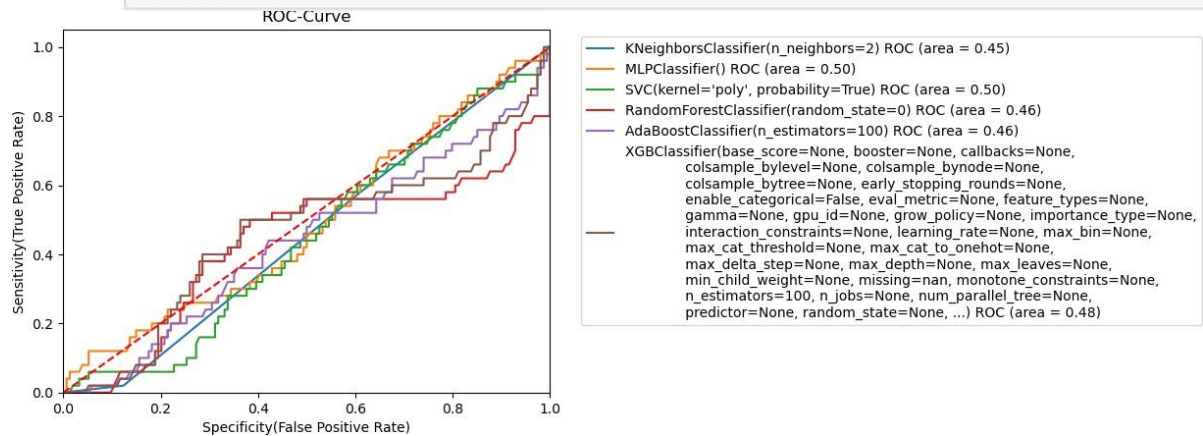 ROC-Curve
1.0
0.8
0.6
0.4
0.2
0.0
Sensitivity(True Positive Rate)
0.0 0.2 0.4 0.6 0.8 1.0
Specificity(False Positive Rate)
KNeighborsClassifier(n_neighbors=2) ROC (area = 0.45)
MLPClassifier() ROC (area = 0.50)
SVC(kernel='poly', probability=True) ROC (area = 0.50)
RandomForestClassifier(random_state=0) ROC (area = 0.46)
AdaBoostClassifier(n_estimators=100) ROC (area = 0.46)
XGBClassifier(base_score=None, booster=None, callbacks=None,
colsample_bylevel=None, colsample_bynode=None,
colsample_bytree=None, early_stopping_rounds=None,
enable_categorical=False, eval_metric=None, feature_types=None,
gamma=None, gpu_id=None, grow_policy=None, importance_type=None,
interaction_constraints=None, learning_rate=None, max_bin=None,
max_cat_threshold=None, max_cat_to_onehot=None,
max_delta_step=None, max_depth=None, max_leaves=None,
min_child_weight=None, missing=nan, monotone_constraints=None,
n_estimators=100, n_jobs=None, num_parallel_tree=None,
predictor=None, random_state=None, ...) ROC (area = 0.48)